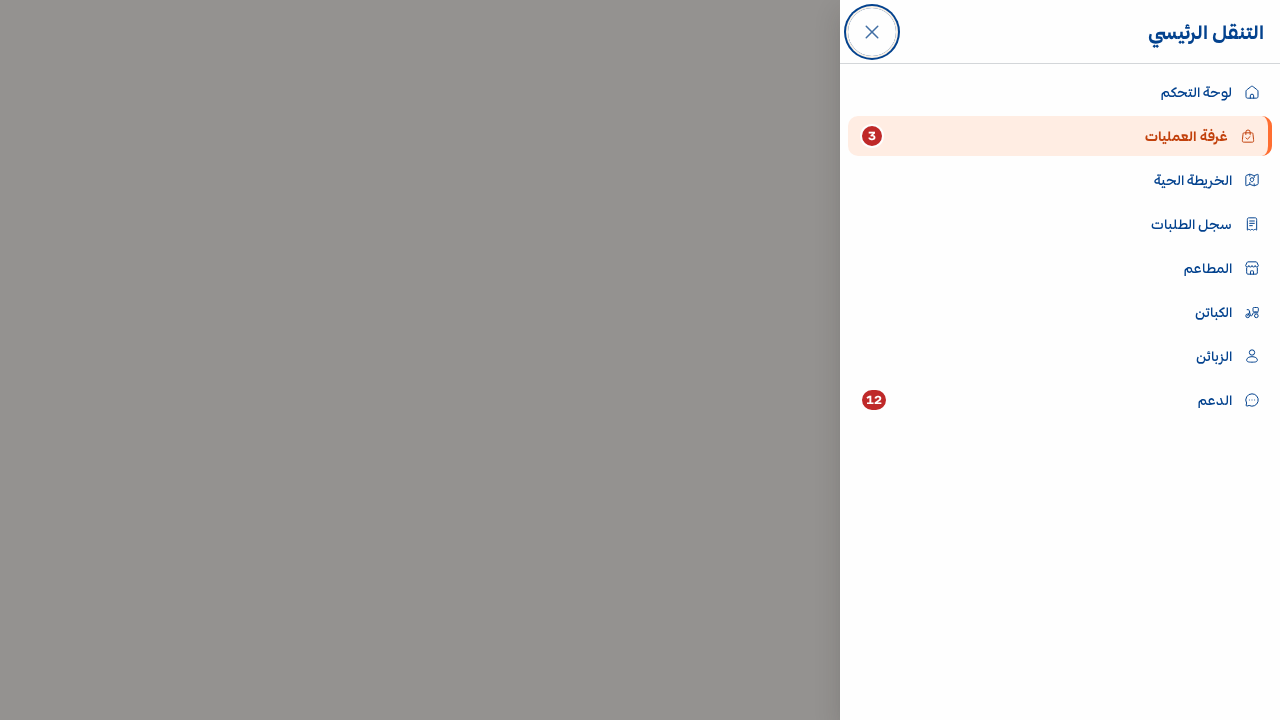 التنقل الرئيسي
لوحة التحكم
غرفة العمليات 3
الخريطة الحية
سجل الطلبات
المطاعم
الكباتن
الزبائن
الدعم 12